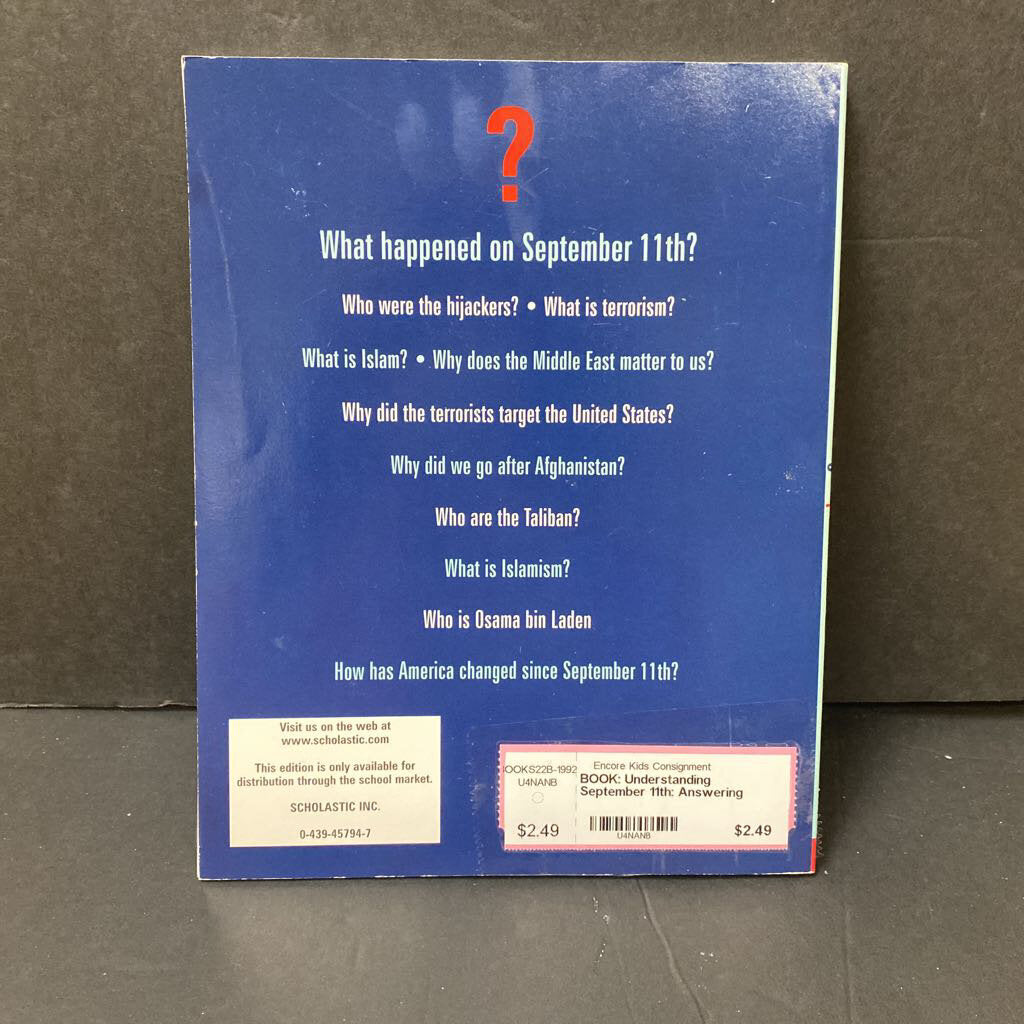 ?
What happened on September 11th?
Who were the hijackers? • What is terrorism?
What is Islam? • Why does the Middle East matter to us?
Why did the terrorists target the United States?
Why did we go after Afghanistan?
Who are the Taliban?
What is Islamism?
Who is Osama bin Laden
How has America changed since September 11th?
Visit us on the web at
www.scholastic.com
This edition is only available for
distribution through the school market.
SCHOLASTIC INC.
0-439-45794-7
OOKS22B-1992
U4NANB
$2.49
Encore Kids Consignment
BOOK: Understanding
September 11th: Answering
U4NANB
$2.49